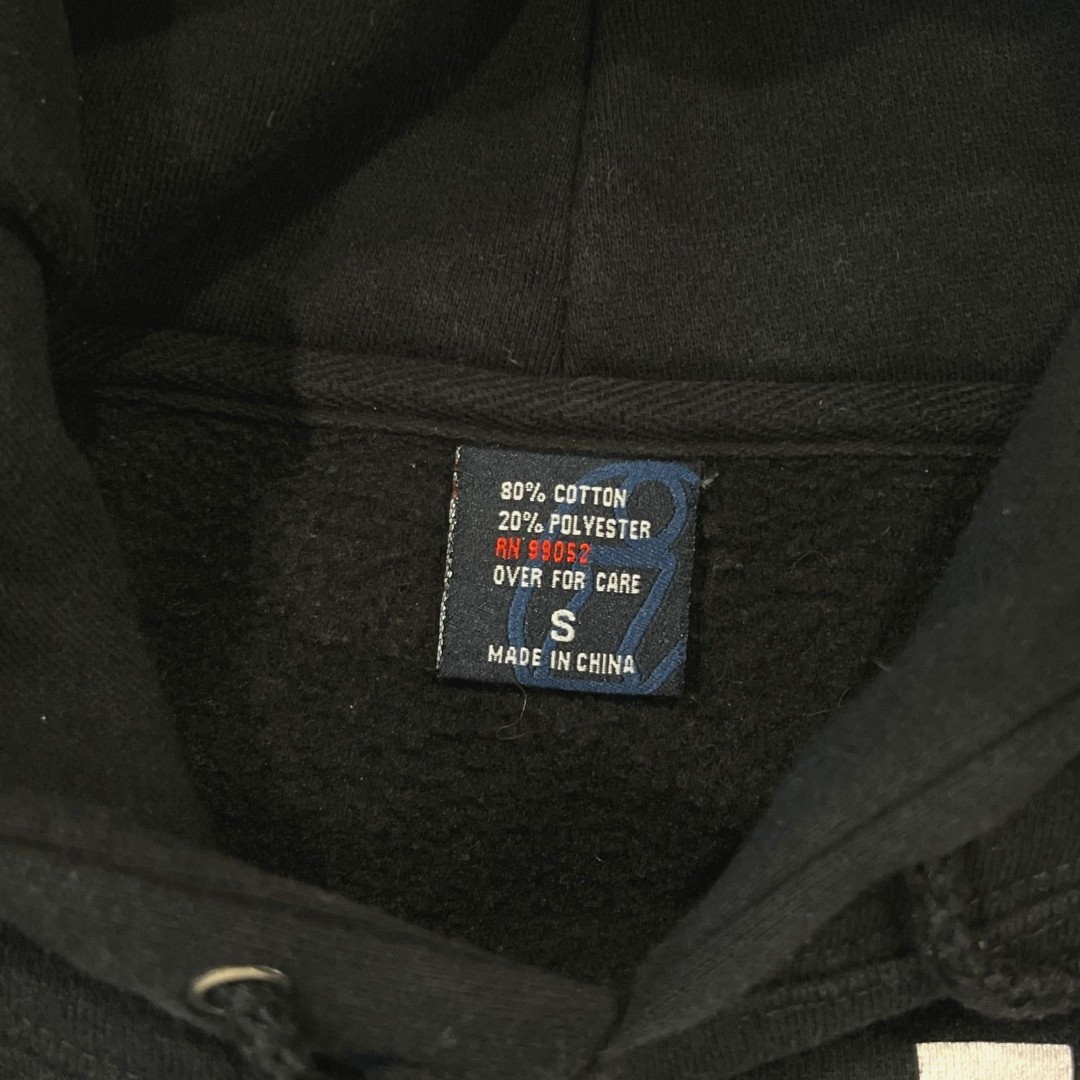 80% COTTON
20% POLYESTER
RN 99052
OVER FOR CARE
S
MADE IN CHINA